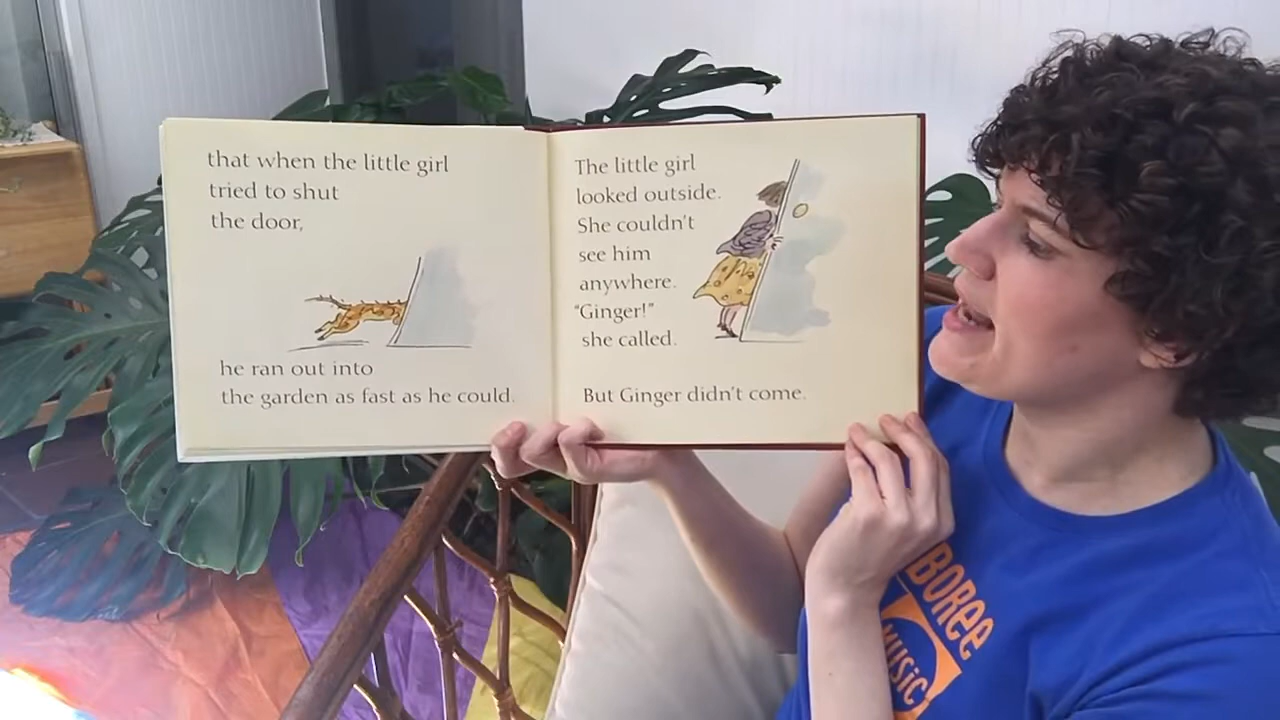 that when the little girl
tried to shut
the door,
he ran out into
the garden as fast as he could.
The little girl
looked outside.
She couldn't
see him
anywhere.
"Ginger!"
she called.
But Ginger didn't come.
BOREE
MUSIC